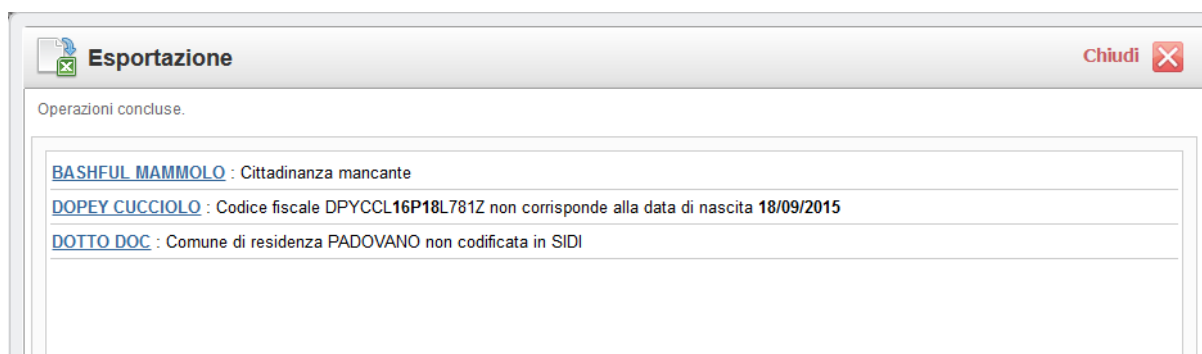 Esportazione
Chiudi
Operazioni concluse.
BASHFUL MAMMOLO : Cittadinanza mancante
DOPEY CUCCIOLO : Codice fiscale DPYCCL16P18L781Z non corrisponde alla data di nascita 18/09/2015
DOTTO DOC : Comune di residenza PADOVANO non codificata in SIDI